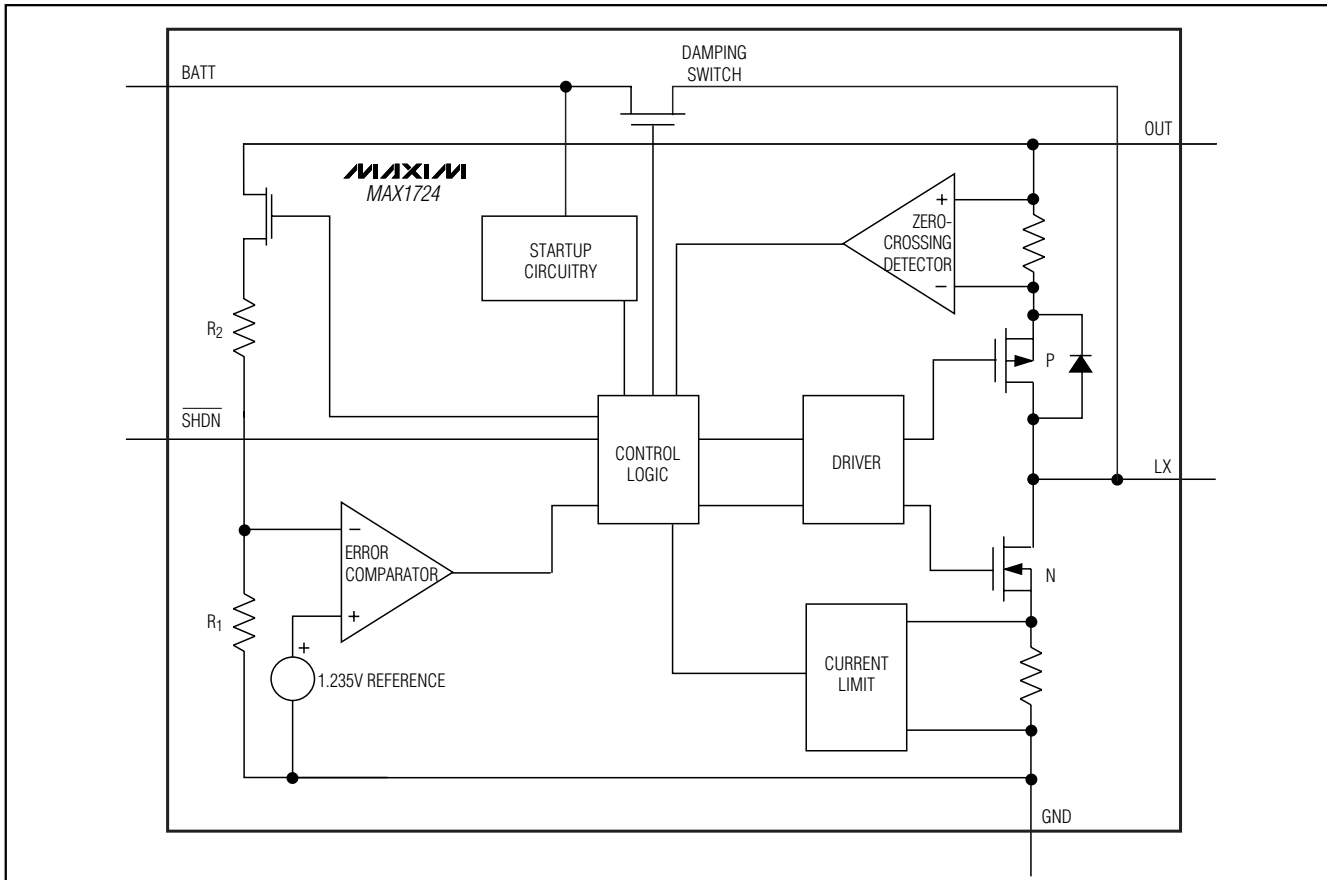 DAMPING
SWITCH
BATT
OUT
MAXIM
MAX1724
STARTUP
CIRCUITRY
+
ZERO-
CROSSING
DETECTOR
−
R2
P
SHDN
CONTROL
LOGIC
DRIVER
LX
−
ERROR
COMPARATOR
+
N
R1
+
1.235V REFERENCE
CURRENT
LIMIT
GND